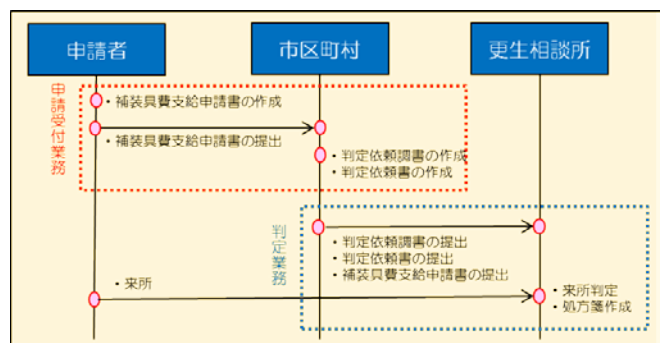 申請者
市区町村
更生相談所
申請受付業務
・補装具費支給申請書の作成
・補装具費支給申請書の提出
・判定依頼調書の作成
・判定依頼書の作成
判定業務
・判定依頼調書の提出
・判定依頼書の提出
・補装具費支給申請書の提出
・来所
・来所判定
・処方箋作成